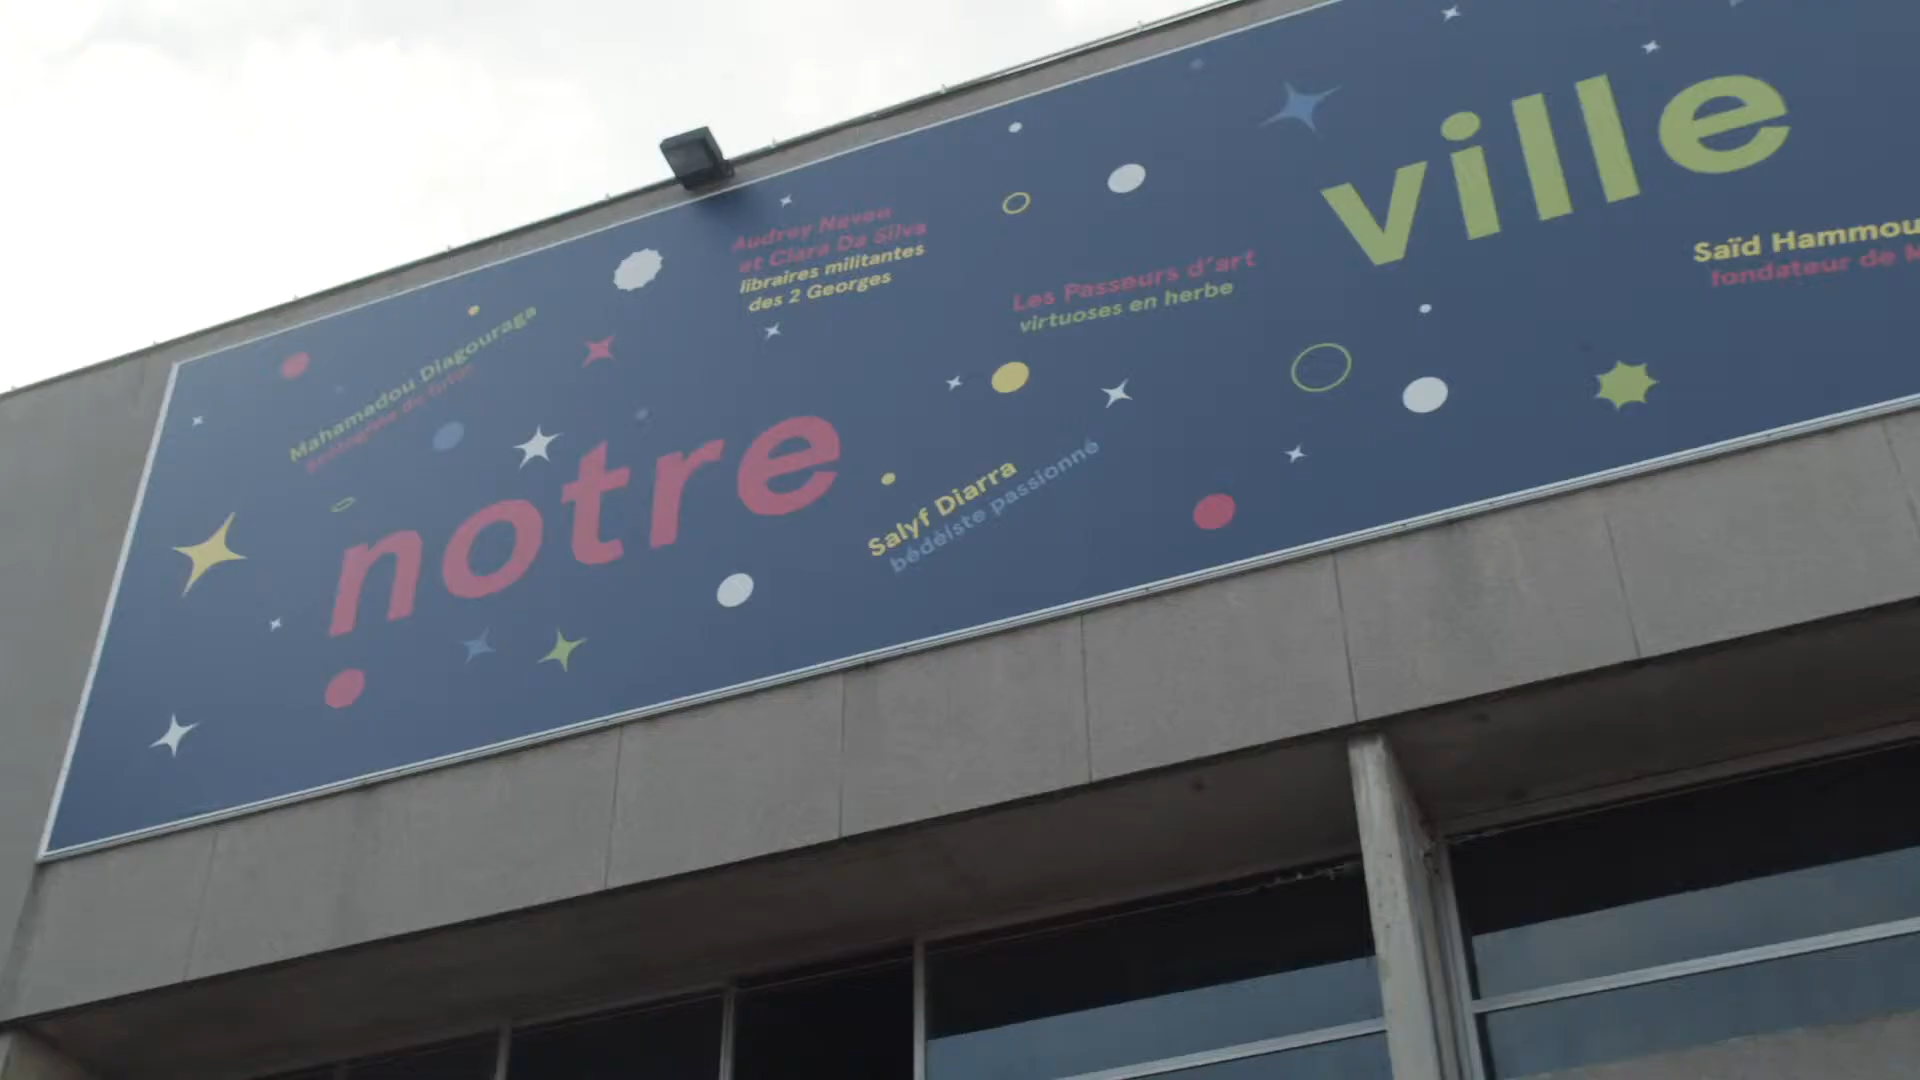 Mahamadou Diagouraga
notre
Audrey Neveu
et Clara Da Silva
libraires militantes
des 2 Georges
Les Passeurs d'art
virtuoses en herbe
Salyf Diarra
bédéiste passionné
ville
Saïd Hammou
fondateur de